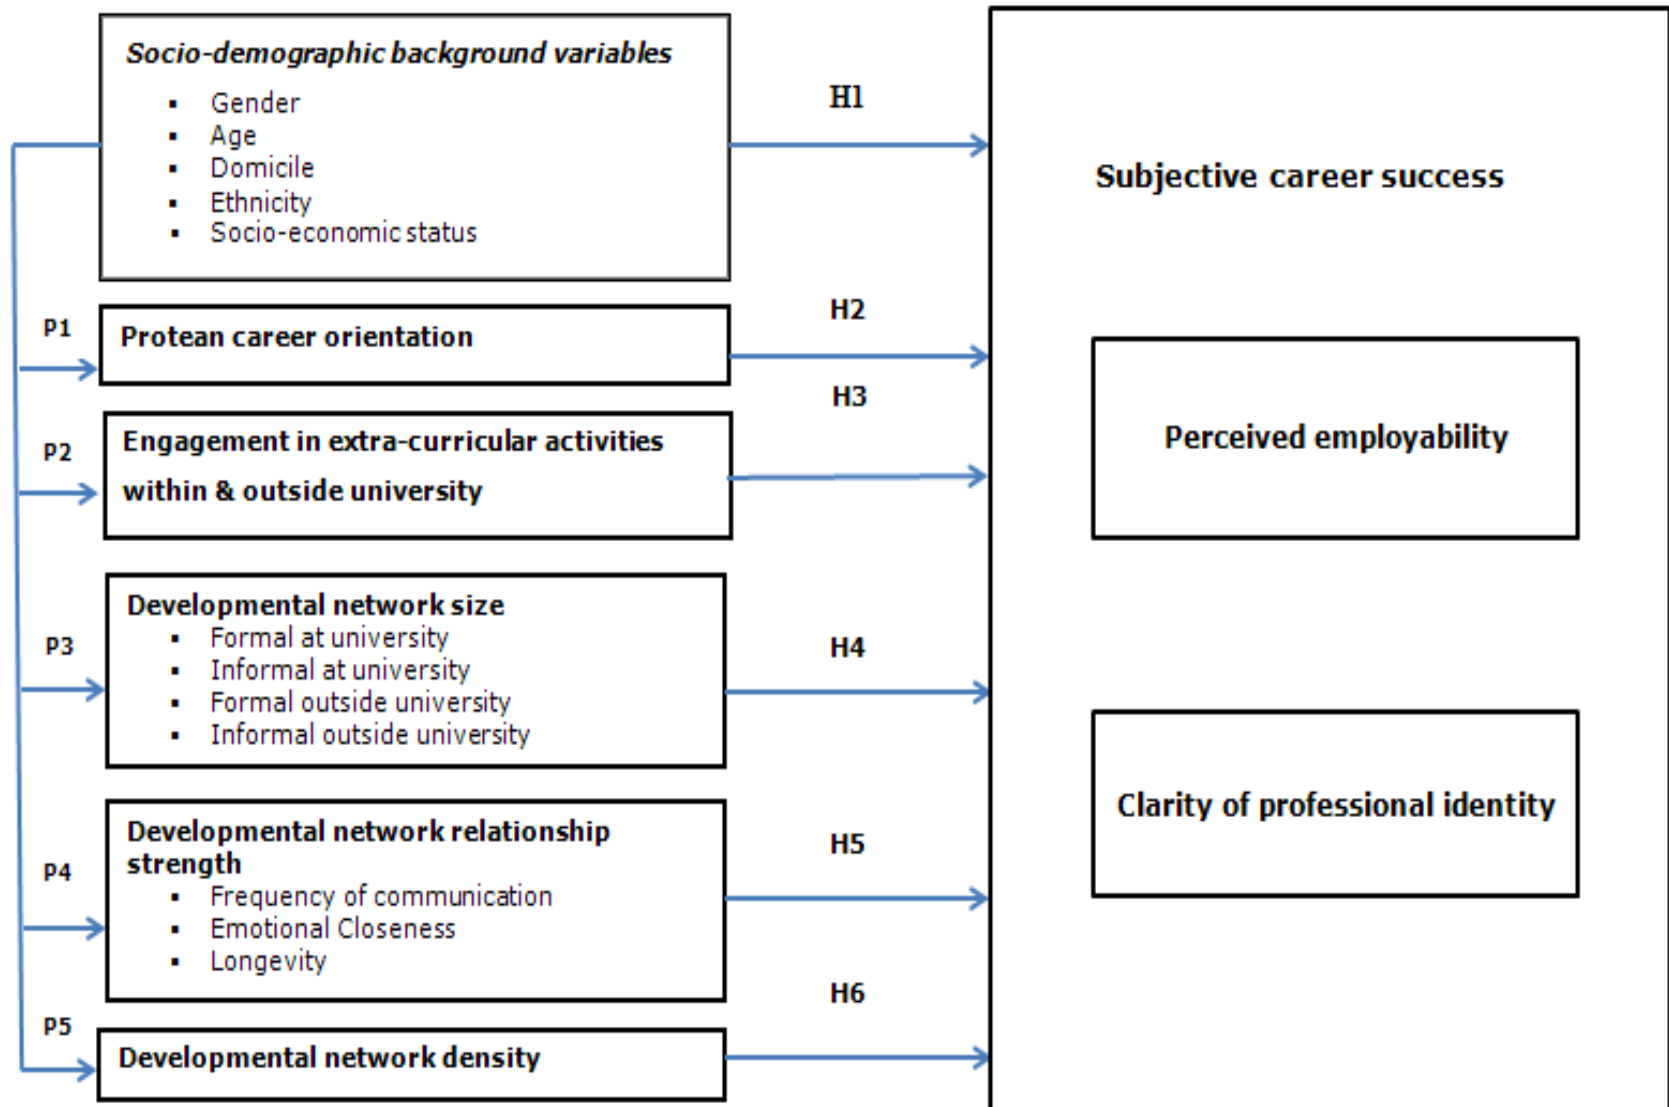 Socio-demographic background variables
▪ Gender
▪ Age
▪ Domicile
▪ Ethnicity
▪ Socio-economic status
H1
Subjective career success
P1
Protean career orientation
H2
H3
P2
Engagement in extra-curricular activities
within & outside university
Perceived employability
P3
Developmental network size
▪ Formal at university
▪ Informal at university
▪ Formal outside university
▪ Informal outside university
H4
Clarity of professional identity
P4
Developmental network relationship
strength
▪ Frequency of communication
▪ Emotional Closeness
▪ Longevity
H5
H6
P5
Developmental network density